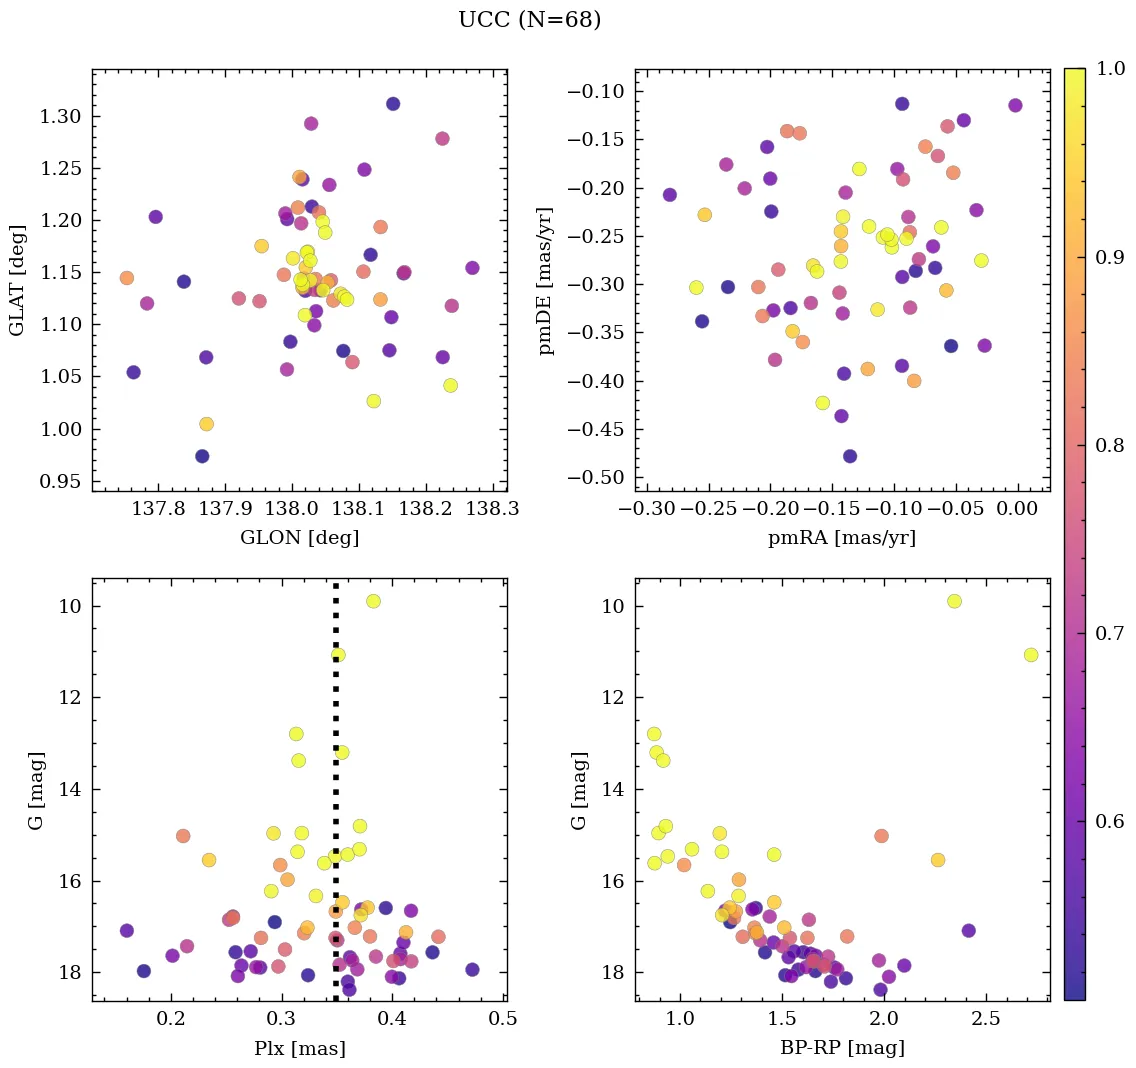 UCC (N=68)
1.30
1.25
1.20
1.15
1.10
1.05
1.00
0.95
GLAT [deg]
137.8 137.9 138.0 138.1 138.2 138.3
GLON [deg]
−0.10
−0.15
−0.20
−0.25
−0.30
−0.35
−0.40
−0.45
−0.50
pmDE [mas/yr]
−0.30 −0.25 −0.20 −0.15 −0.10 −0.05 0.00
pmRA [mas/yr]
1.0
0.9
0.8
0.7
0.6
10
12
14
16
18
G [mag]
0.2 0.3 0.4 0.5
Plx [mas]
10
12
14
16
18
G [mag]
1.0 1.5 2.0 2.5
BP-RP [mag]